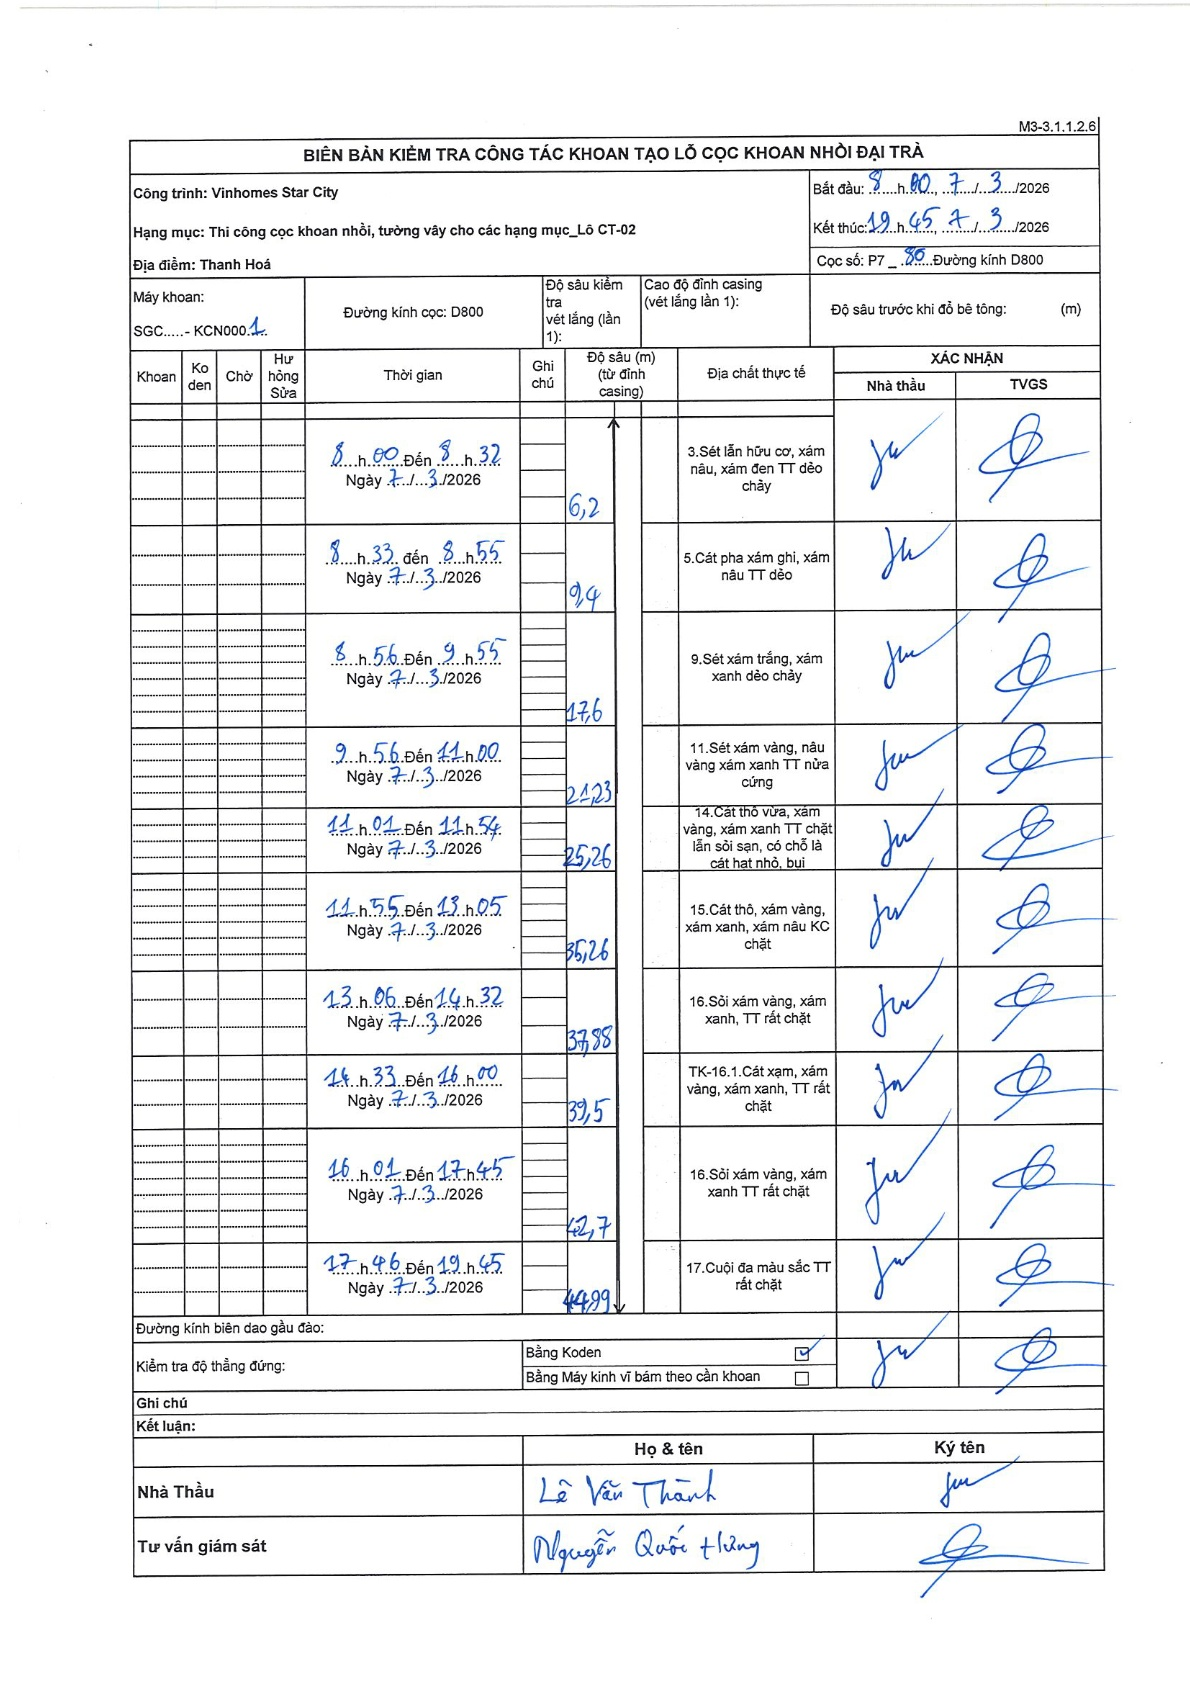 M3-3.1.1.2.6
BIÊN BẢN KIỂM TRA CÔNG TÁC KHOAN TẠO LỖ CỌC KHOAN NHỒI ĐẠI TRÀ
Công trình: Vinhomes Star City
Hạng mục: Thi công cọc khoan nhồi, tường vây cho các hạng mục_Lô CT-02
Địa điểm: Thanh Hoá
Bắt đầu: 8 h 00, 7 / 3 /2026
Kết thúc: 19 h 45, 7 / 3 /2026
Cọc số: P7 _ 80 Đường kính D800
Máy khoan:
SGC.....- KCN000.1.
Đường kính cọc: D800
Độ sâu kiểm
tra
vét lắng (lần
1):
Cao độ đỉnh casing
(vét lắng lần 1):
Độ sâu trước khi đổ bê tông: (m)
Khoan
Ko
den
Chờ
Hư
hỏng
Sửa
Thời gian
Ghi
chú
Độ sâu (m)
(từ đỉnh
casing)
Địa chất thực tế
XÁC NHẬN
Nhà thầu
TVGS
8 h 00 Đến 8 h 32
Ngày 7 / 3 /2026
6,2
3.Sét lẫn hữu cơ, xám
nâu, xám đen TT dẻo
chảy
8 h 33 đến 8 h 55
Ngày 7 / 3 /2026
9,4
5.Cát pha xám ghi, xám
nâu TT dẻo
8 h 56 Đến 9 h 55
Ngày 7 / 3 /2026
17,6
9.Sét xám trắng, xám
xanh dẻo chảy
9 h 56 Đến 11 h 00
Ngày 7 / 3 /2026
21,23
11.Sét xám vàng, nâu
vàng xám xanh TT nửa
cứng
11 h 01 Đến 11 h 54
Ngày 7 / 3 /2026
25,26
14.Cát thô vừa, xám
vàng, xám xanh TT chặt
lẫn sỏi sạn, có chỗ là
cát hạt nhỏ, bụi
11 h 55 Đến 13 h 05
Ngày 7 / 3 /2026
35,26
15.Cát thô, xám vàng,
xám xanh, xám nâu KC
chặt
13 h 06 Đến 14 h 32
Ngày 7 / 3 /2026
37,88
16.Sỏi xám vàng, xám
xanh, TT rất chặt
14 h 33 Đến 16 h 00
Ngày 7 / 3 /2026
39,5
TK-16.1.Cát xạm, xám
vàng, xám xanh, TT rất
chặt
16 h 01 Đến 17 h 45
Ngày 7 / 3 /2026
42,7
16.Sỏi xám vàng, xám
xanh TT rất chặt
17 h 46 Đến 19 h 45
Ngày 7 / 3 /2026
44,99
17.Cuội đa màu sắc TT
rất chặt
Đường kính biên dao gầu đào:
Kiểm tra độ thẳng đứng:
Bằng Koden
Bằng Máy kinh vĩ bám theo cần khoan
Ghi chú
Kết luận:
Họ & tên
Ký tên
Nhà Thầu
Lê Văn Thành
Tư vấn giám sát
Nguyễn Quốc Hưng